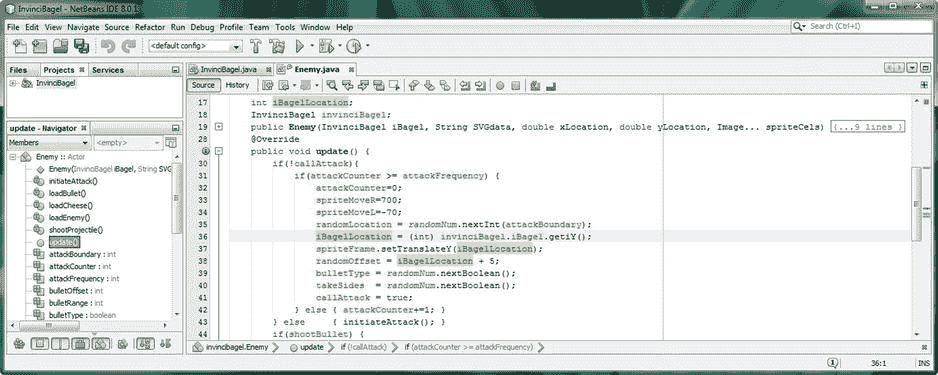 InvinciBagel - NetBeans IDE 8.0.1
File Edit View Navigate Source Refactor Run Debug Profile Team Tools Window Help
Search (Ctrl+I)
<default config>
Files Projects Services
InvinciBagel
InvinciBagel.java Enemy.java
Source History
update - Navigator
Members <empty>
Enemy :: Actor
Enemy(InvinciBagel iBagel, String SVG
initiateAttack()
loadBullet()
loadCheese()
loadEnemy()
shootProjectile()
update()
attackBoundary : int
attackCounter : int
attackFrequency : int
bulletOffset : int
bulletRange : int
bulletType : boolean
17 int iBagelLocation;
18 InvinciBagel invinciBagel;
19 public Enemy(InvinciBagel iBagel, String SVGdata, double xLocation, double yLocation, Image... spriteCels) {...9 lines }
28 @Override
public void update() {
30 if(!callAttack){
31 if(attackCounter >= attackFrequency) {
32 attackCounter=0;
33 spriteMoveR=700;
34 spriteMoveL=-70;
35 randomLocation = randomNum.nextInt(attackBoundary);
36 iBagelLocation = (int) invinciBagel.iBagel.getiY();
37 spriteFrame.setTranslateY(iBagelLocation);
38 randomOffset = iBagelLocation + 5;
39 bulletType = randomNum.nextBoolean();
40 takeSides = randomNum.nextBoolean();
41 callAttack = true;
42 } else { attackCounter+=1; }
43 } else { initiateAttack(); }
44 if(shootBullet) {
invincibagel.Enemy update if (!callAttack) if (attackCounter >= attackFrequency)
1 36:1 INS